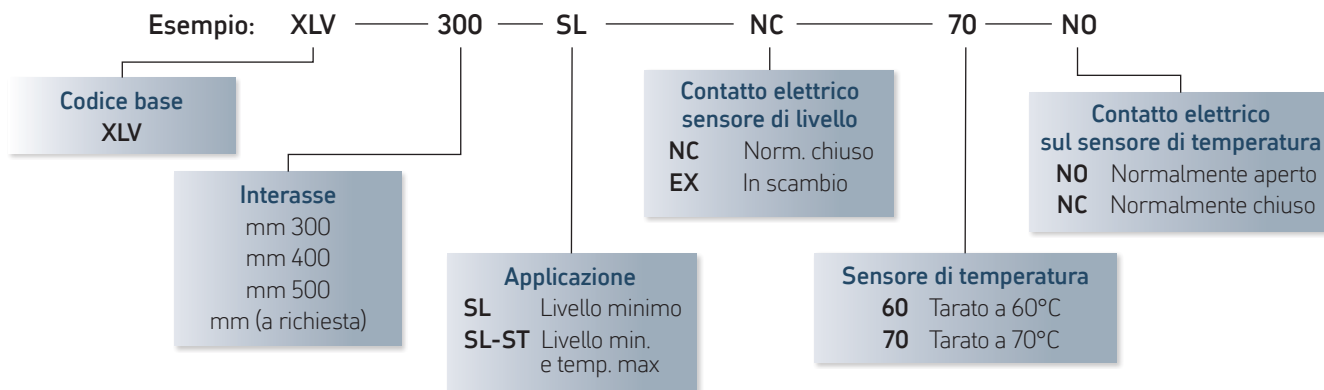 Esempio: XLV 300 SL NC 70 NO
Codice base
XLV
Interasse
mm 300
mm 400
mm 500
mm (a richiesta)
Applicazione
SL Livello minimo
SL-ST Livello min.
e temp. max
Contatto elettrico
sensore di livello
NC Norm. chiuso
EX In scambio
Sensore di temperatura
60 Tarato a 60°C
70 Tarato a 70°C
Contatto elettrico
sul sensore di temperatura
NO Normalmente aperto
NC Normalmente chiuso